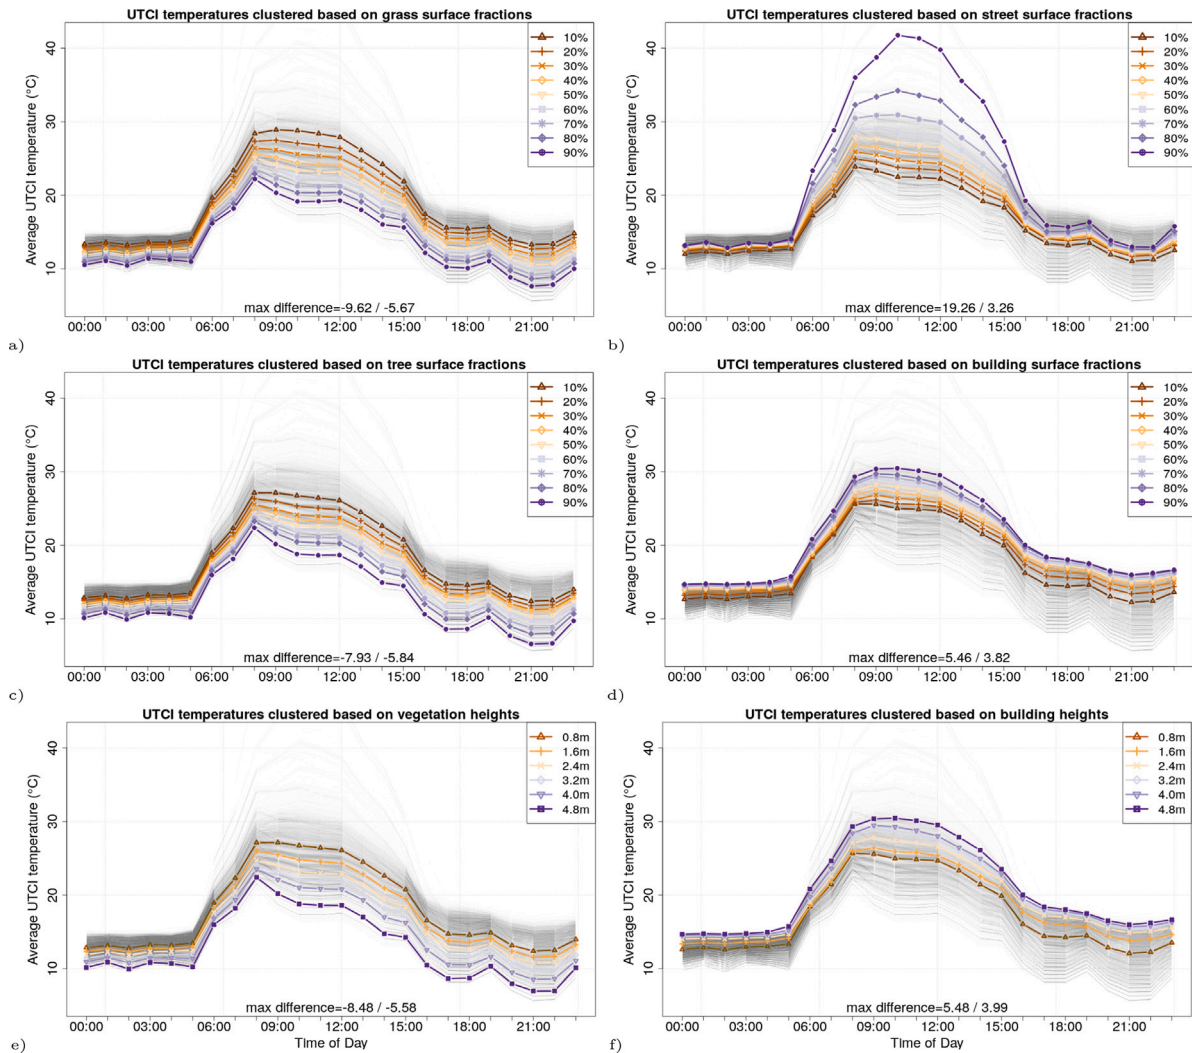 UTCI temperatures clustered based on grass surface fractions
Average UTCI temperature (°C)
40
30
20
10
10%
20%
30%
40%
50%
60%
70%
80%
90%
max difference=-9.62 / -5.67
00:00 03:00 06:00 09:00 12:00 15:00 18:00 21:00
a)
UTCI temperatures clustered based on street surface fractions
Average UTCI temperature (°C)
40
30
20
10
10%
20%
30%
40%
50%
60%
70%
80%
90%
max difference=19.26 / 3.26
00:00 03:00 06:00 09:00 12:00 15:00 18:00 21:00
b)
UTCI temperatures clustered based on tree surface fractions
Average UTCI temperature (°C)
40
30
20
10
10%
20%
30%
40%
50%
60%
70%
80%
90%
max difference=-7.93 / -5.84
00:00 03:00 06:00 09:00 12:00 15:00 18:00 21:00
c)
UTCI temperatures clustered based on building surface fractions
Average UTCI temperature (°C)
40
30
20
10
10%
20%
30%
40%
50%
60%
70%
80%
90%
max difference=5.46 / 3.82
00:00 03:00 06:00 09:00 12:00 15:00 18:00 21:00
d)
UTCI temperatures clustered based on vegetation heights
Average UTCI temperature (°C)
40
30
20
10
0.8m
1.6m
2.4m
3.2m
4.0m
4.8m
max difference=-8.48 / -5.58
00:00 03:00 06:00 09:00 12:00 15:00 18:00 21:00
Time of Day
e)
UTCI temperatures clustered based on building heights
Average UTCI temperature (°C)
40
30
20
10
0.8m
1.6m
2.4m
3.2m
4.0m
4.8m
max difference=5.48 / 3.99
00:00 03:00 06:00 09:00 12:00 15:00 18:00 21:00
Time of Day
f)